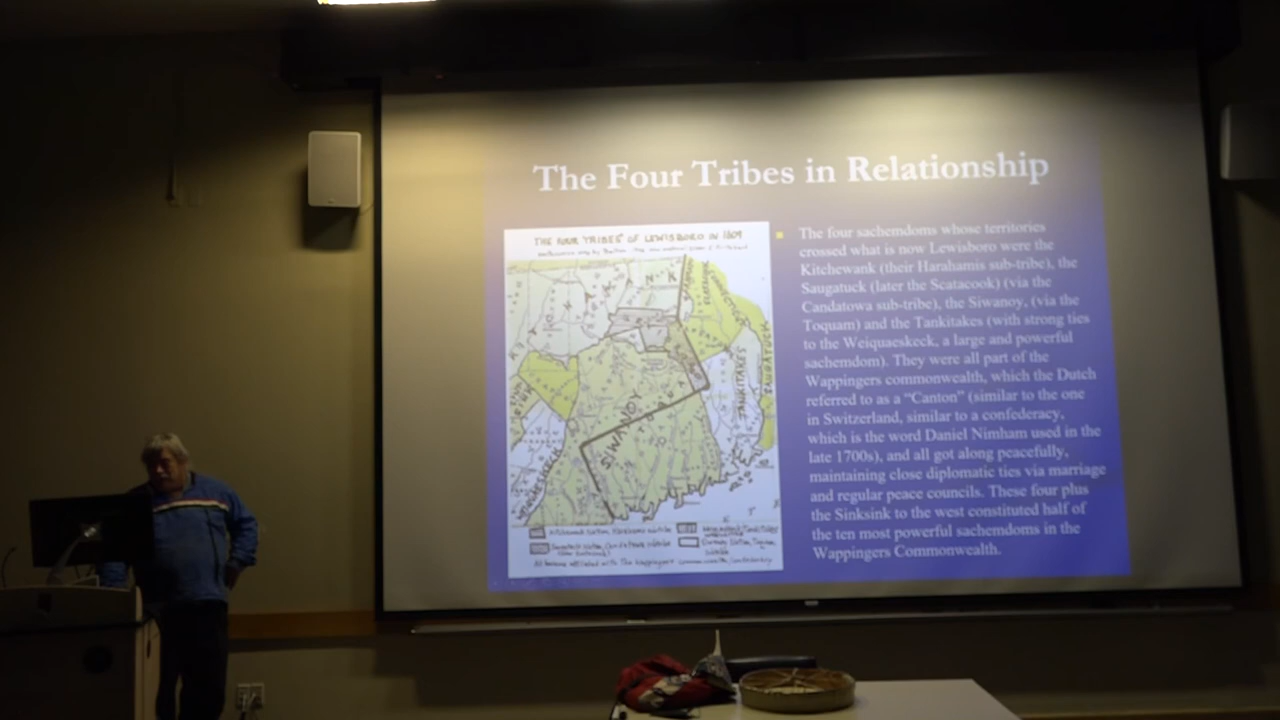 The Four Tribes in Relationship
THE FOUR TRIBES OF LEWISBORO IN 1609
The four sachemdoms whose territories
crossed what is now Lewisboro were the
Kitchewank (their Harahamis sub-tribe), the
Saugatuck (later the Scatacook) (via the
Candatowa sub-tribe), the Siwanoy, (via the
Toquam) and the Tankitakes (with strong ties
to the Weiquaeskeck, a large and powerful
sachemdom). They were all part of the
Wappingers commonwealth, which the Dutch
referred to as a “Canton” (similar to the one
in Switzerland, similar to a confederacy,
which is the word Daniel Nimham used in the
late 1700s), and all got along peacefully,
maintaining close diplomatic ties via marriage
and regular peace councils. These four plus
the Sinksink to the west constituted half of
the ten most powerful sachemdoms in the
Wappingers Commonwealth.
SIWANOY
TANKITAKES
SAUGATUCK